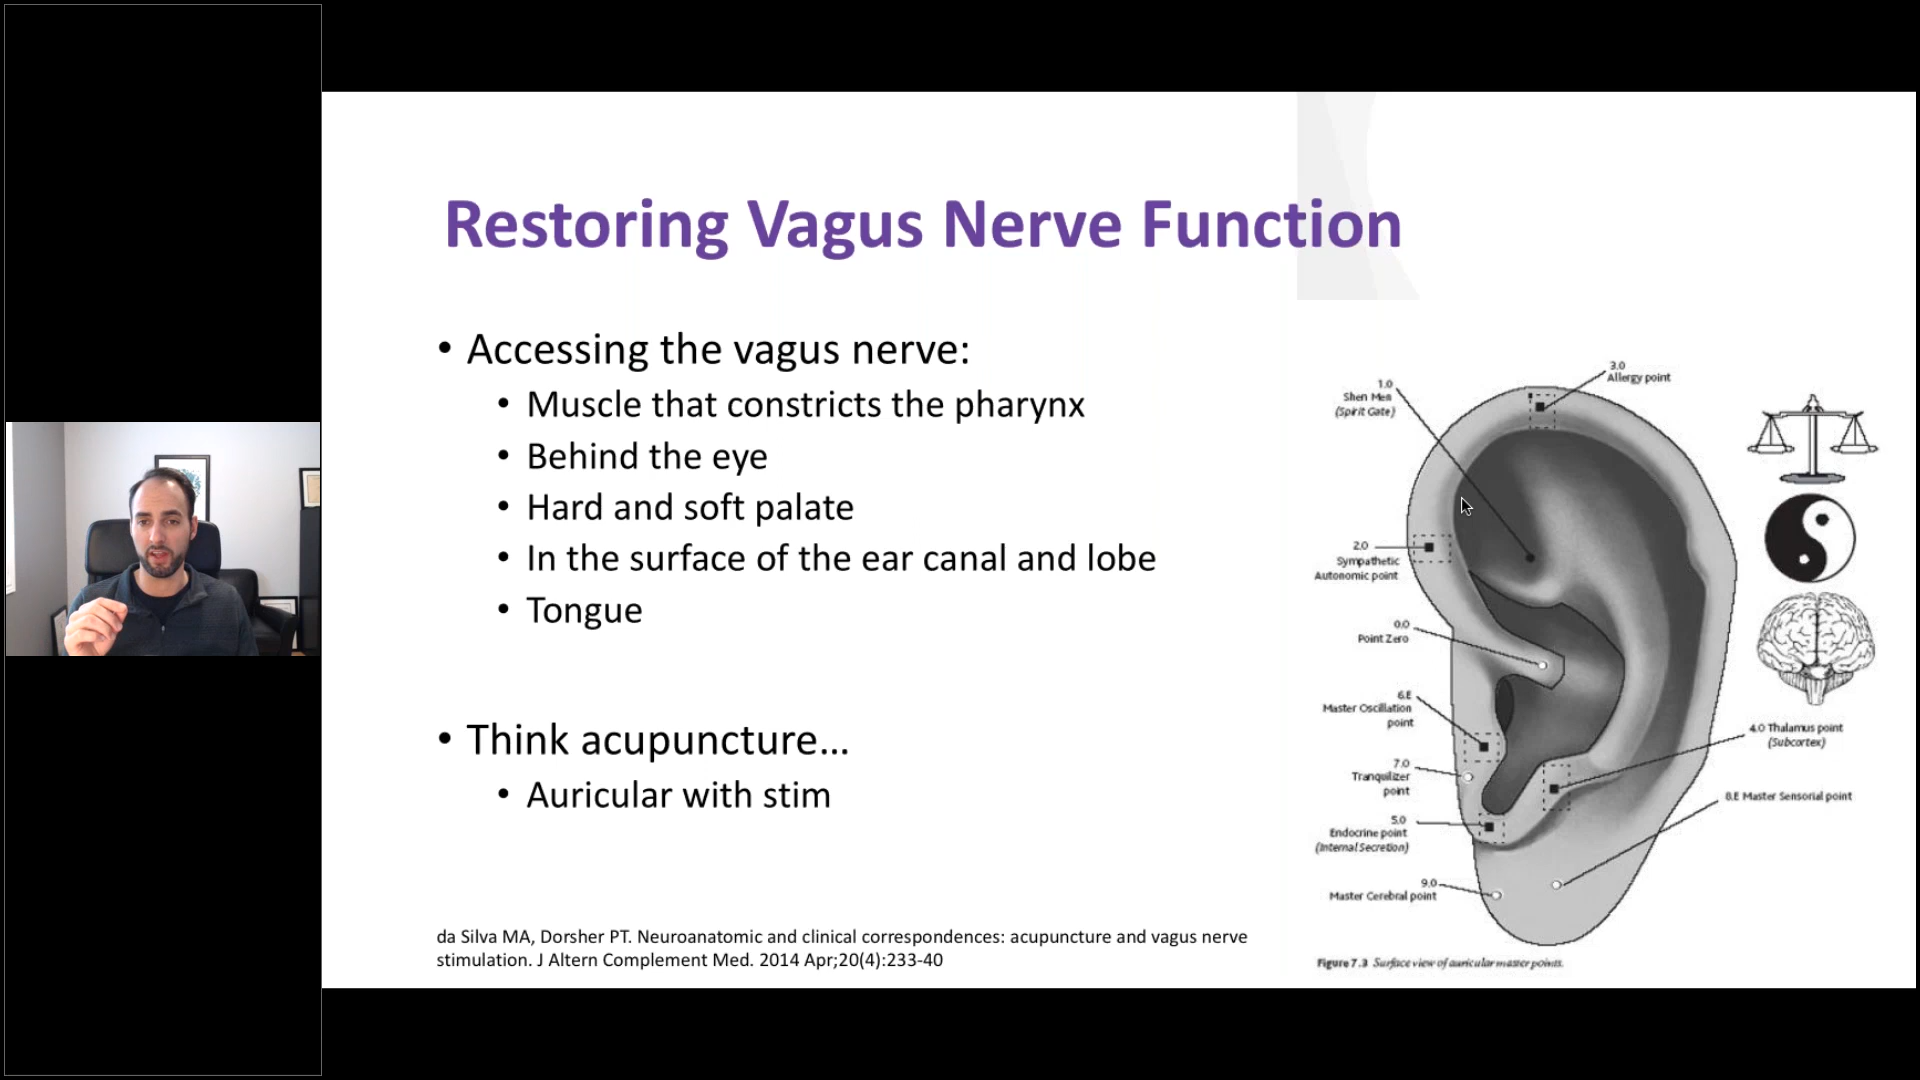 Restoring Vagus Nerve Function
• Accessing the vagus nerve:
• Muscle that constricts the pharynx
• Behind the eye
• Hard and soft palate
• In the surface of the ear canal and lobe
• Tongue
• Think acupuncture...
• Auricular with stim
da Silva MA, Dorsher PT. Neuroanatomic and clinical correspondences: acupuncture and vagus nerve
stimulation. J Altern Complement Med. 2014 Apr;20(4):233-40
3.0
Allergy point
1.0
Shen Men
(Spirit Gate)
2.0
Sympathetic
Autonomic point
0.0
Point Zero
6.E
Master Oscillation
point
7.0
Tranquilizer
point
5.0
Endocrine point
(Internal Secretion)
9.0
Master Cerebral point
4.0 Thalamus point
(Subcortex)
8.E Master Sensorial point
Figure 7.3 Surface view of auricular master points.